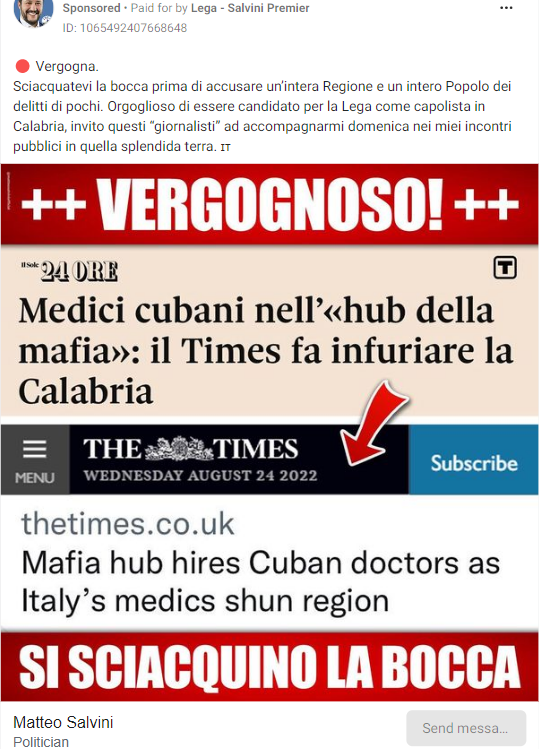 Sponsored • Paid for by Lega - Salvini Premier
ID: 1065492407668648
Vergogna.
Sciacquatevi la bocca prima di accusare un'intera Regione e un intero Popolo dei
delitti di pochi. Orgoglioso di essere candidato per la Lega come capolista in
Calabria, invito questi "giornalisti" ad accompagnarmi domenica nei miei incontri
pubblici in quella splendida terra. IT
++ VERGOGNOSO! ++
Il Sole 24 ORE
T
Medici cubani nell'«hub della
mafia»: il Times fa infuriare la
Calabria
MENU
THE TIMES
WEDNESDAY AUGUST 24 2022
Subscribe
thetimes.co.uk
Mafia hub hires Cuban doctors as
Italy's medics shun region
SI SCIACQUINO LA BOCCA
Matteo Salvini
Politician
Send messa...